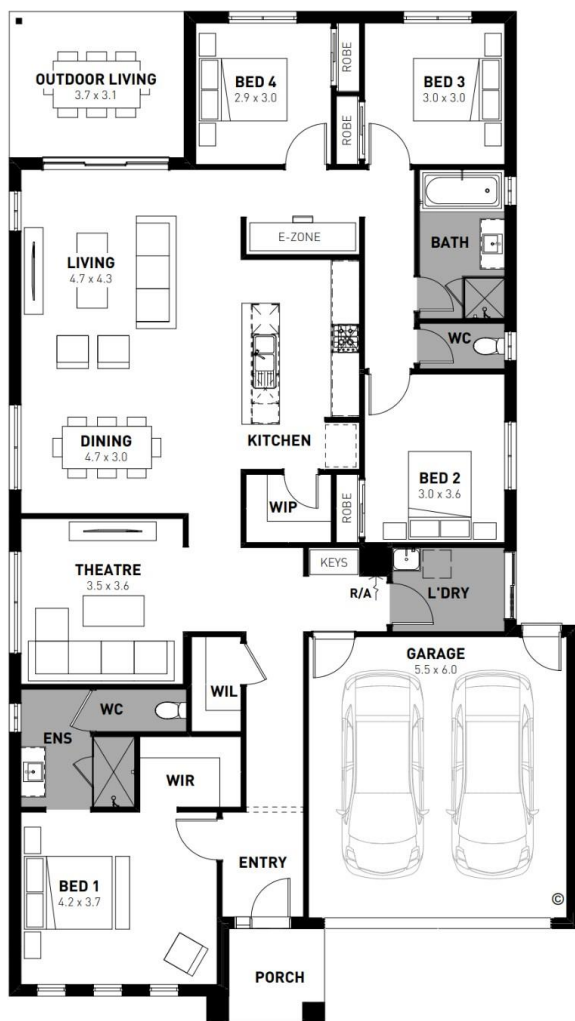 OUTDOOR LIVING
3.7 x 3.1
BED 4
2.9 x 3.0
ROBE
ROBE
BED 3
3.0 x 3.0
E-ZONE
BATH
LIVING
4.7 x 4.3
WC
DINING
4.7 x 3.0
KITCHEN
BED 2
3.0 x 3.6
WIP
ROBE
THEATRE
3.5 x 3.6
KEYS
R/A
L'DRY
GARAGE
5.5 x 6.0
WIL
WC
ENS
WIR
ENTRY
BED 1
4.2 x 3.7
©
PORCH